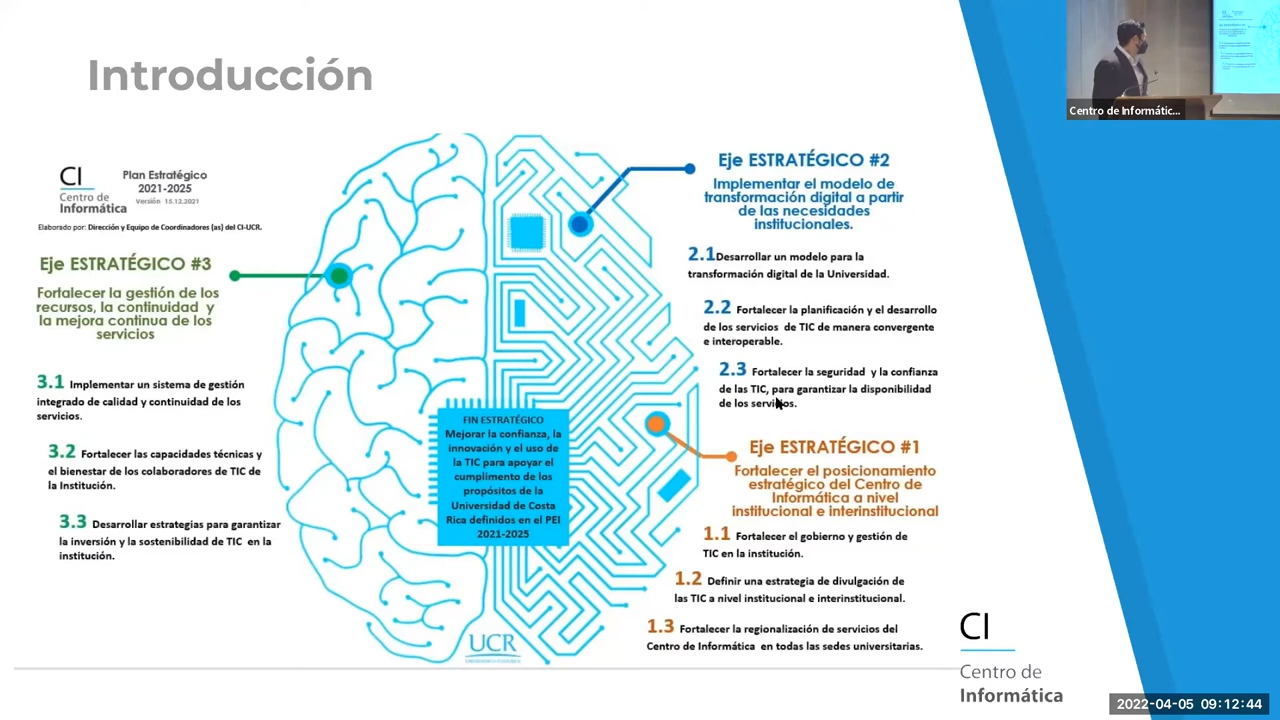 Introducción
CI
Centro de
Informática
Plan Estratégico
2021-2025
Versión 15.12.2021
Elaborado por: Dirección y Equipo de Coordinadores (as) del CI-UCR.
Eje ESTRATÉGICO #3
Fortalecer la gestión de los
recursos, la continuidad y
la mejora continua de los
servicios
3.1 Implementar un sistema de gestión
integrado de calidad y continuidad de los
servicios.
3.2 Fortalecer las capacidades técnicas y
el bienestar de los colaboradores de TIC de
la Institución.
3.3 Desarrollar estrategias para garantizar
la inversión y la sostenibilidad de TIC en la
institución.
FIN ESTRATÉGICO
Mejorar la confianza, la
innovación y el uso de
la TIC para apoyar el
cumplimento de los
propósitos de la
Universidad de Costa
Rica definidos en el PEI
2021-2025
UCR
Eje ESTRATÉGICO #2
Implementar el modelo de
transformación digital a partir
de las necesidades
institucionales.
2.1 Desarrollar un modelo para la
transformación digital de la Universidad.
2.2 Fortalecer la planificación y el desarrollo
de los servicios de TIC de manera convergente
e interoperable.
2.3 Fortalecer la seguridad y la confianza
de las TIC, para garantizar la disponibilidad
de los servicios.
Eje ESTRATÉGICO #1
Fortalecer el posicionamiento
estratégico del Centro de
Informática a nivel
institucional e interinstitucional
1.1 Fortalecer el gobierno y gestión de
TIC en la institución.
1.2 Definir una estrategia de divulgación de
las TIC a nivel institucional e interinstitucional.
1.3 Fortalecer la regionalización de servicios del
Centro de Informática en todas las sedes universitarias.
CI
Centro de
Informática
Centro de Informátic...
2022-04-05 09:12:44